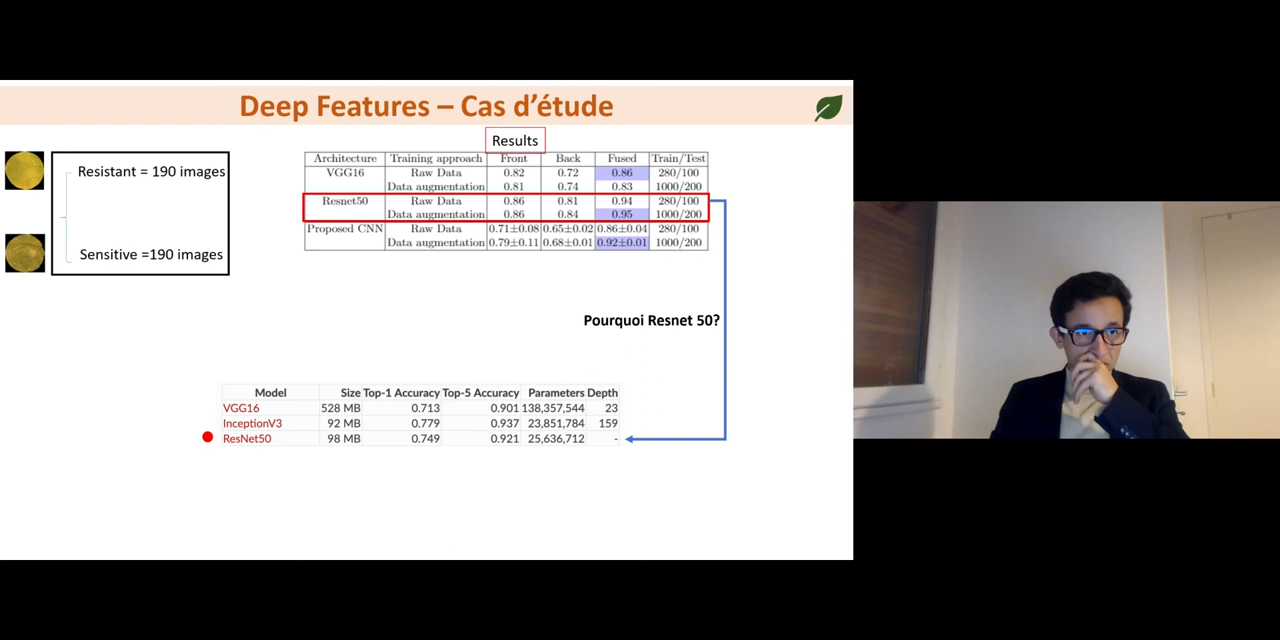 Deep Features – Cas d'étude
Results
Resistant = 190 images
Sensitive =190 images
Architecture Training approach Front Back Fused Train/Test
VGG16 Raw Data 0.82 0.72 0.86 280/100
Data augmentation 0.81 0.74 0.83 1000/200
Resnet50 Raw Data 0.86 0.81 0.94 280/100
Data augmentation 0.86 0.84 0.95 1000/200
Proposed CNN Raw Data 0.71±0.08 0.65±0.02 0.86±0.04 280/100
Data augmentation 0.79±0.11 0.68±0.01 0.92±0.01 1000/200
Pourquoi Resnet 50?
Model Size Top-1 Accuracy Top-5 Accuracy Parameters Depth
VGG16 528 MB 0.713 0.901 138,357,544 23
InceptionV3 92 MB 0.779 0.937 23,851,784 159
ResNet50 98 MB 0.749 0.921 25,636,712 -